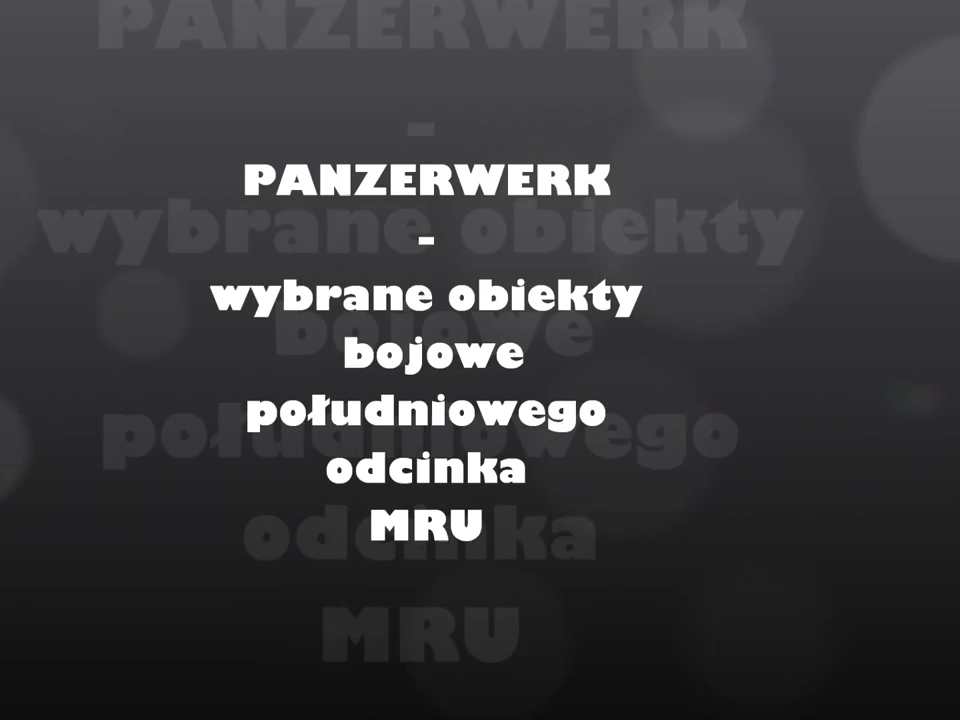 PANZERWERK
-
wybrane obiekty
bojowe
południowego
odcinka
MRU